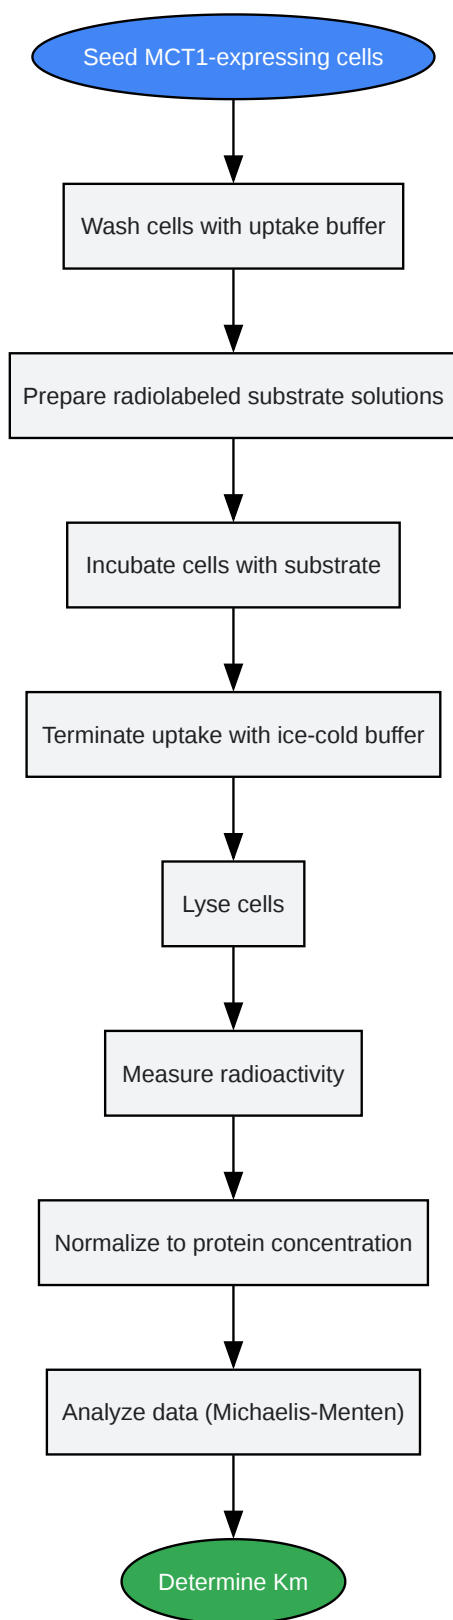 Seed MCT1-expressing cells
Wash cells with uptake buffer
Prepare radiolabeled substrate solutions
Incubate cells with substrate
Terminate uptake with ice-cold buffer
Lyse cells
Measure radioactivity
Normalize to protein concentration
Analyze data (Michaelis-Menten)
Determine Km